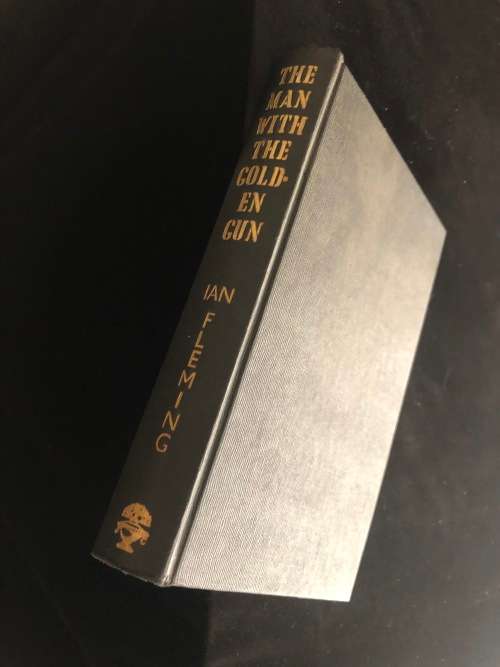 THE
MAN
WITH
THE
GOLD-
EN
GUN
IAN
FLEMING